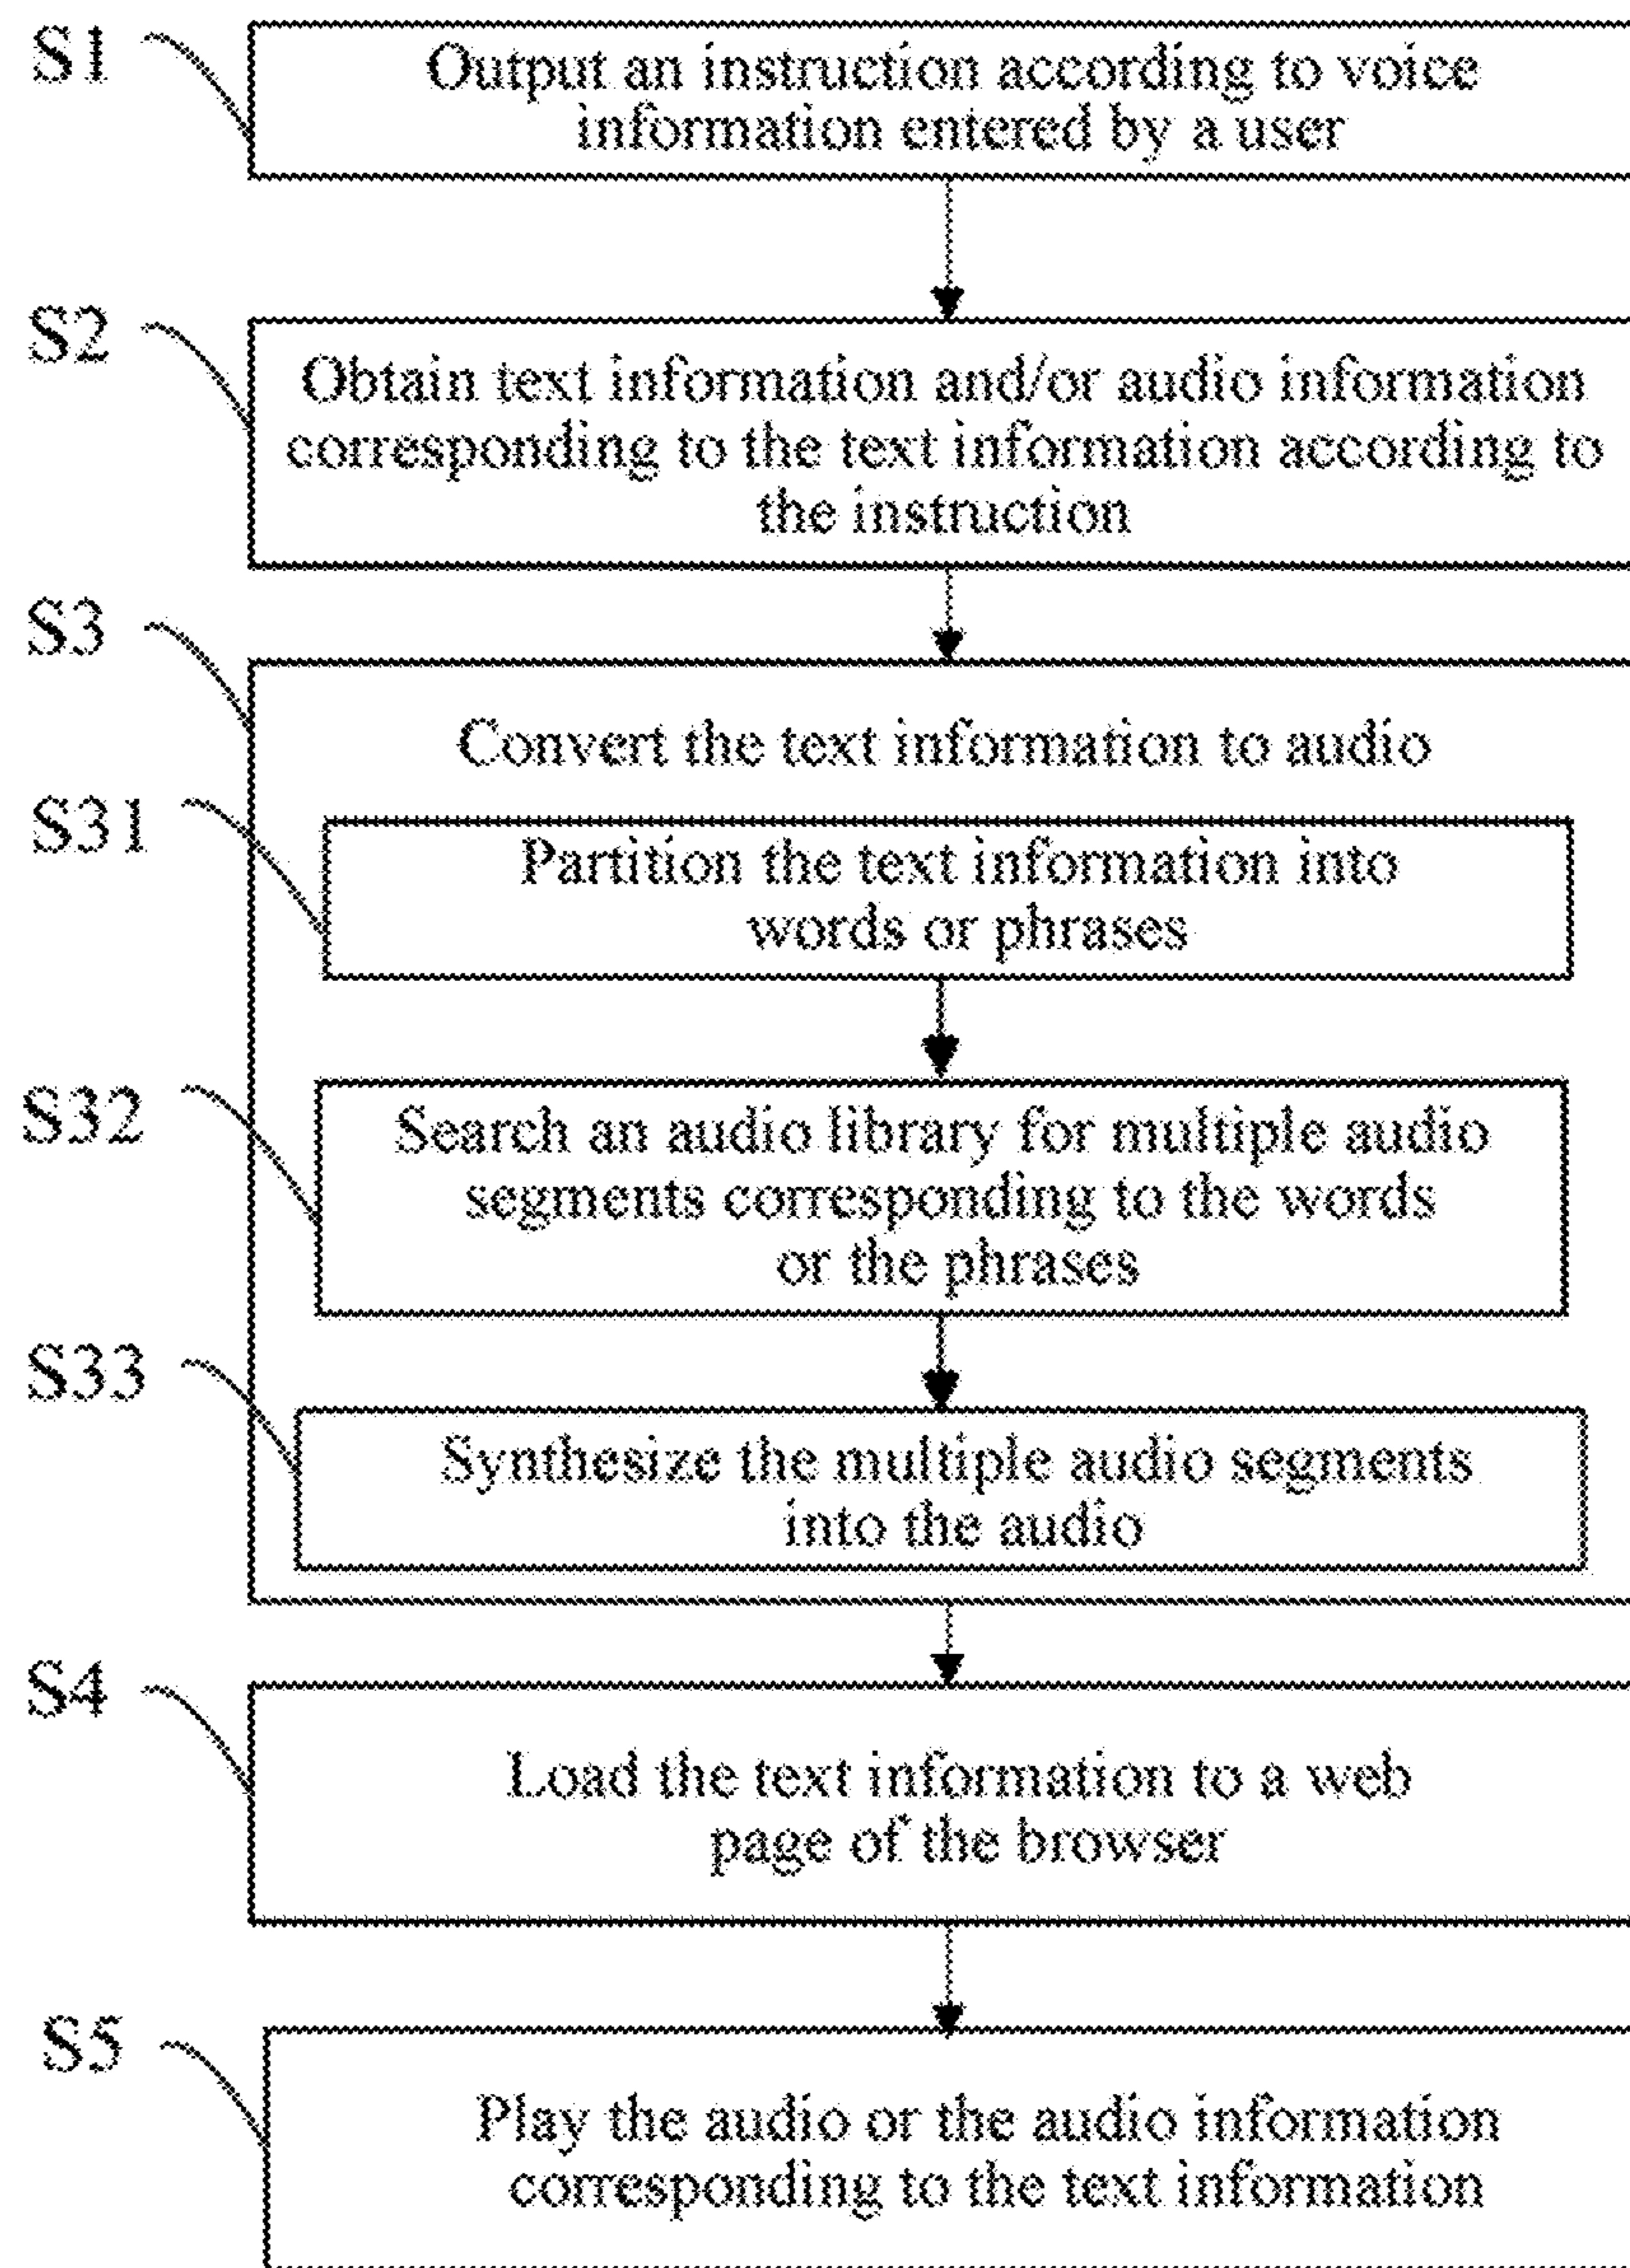 S1
Output an instruction according to voice
information entered by a user
S2
Obtain text information and/or audio information
corresponding to the text information according to
the instruction
S3
Convert the text information to audio
S31
Partition the text information into
words or phrases
S32
Search an audio library for multiple audio
segments corresponding to the words
or the phrases
S33
Synthesize the multiple audio segments
into the audio
S4
Load the text information to a web
page of the browser
S5
Play the audio or the audio information
corresponding to the text information